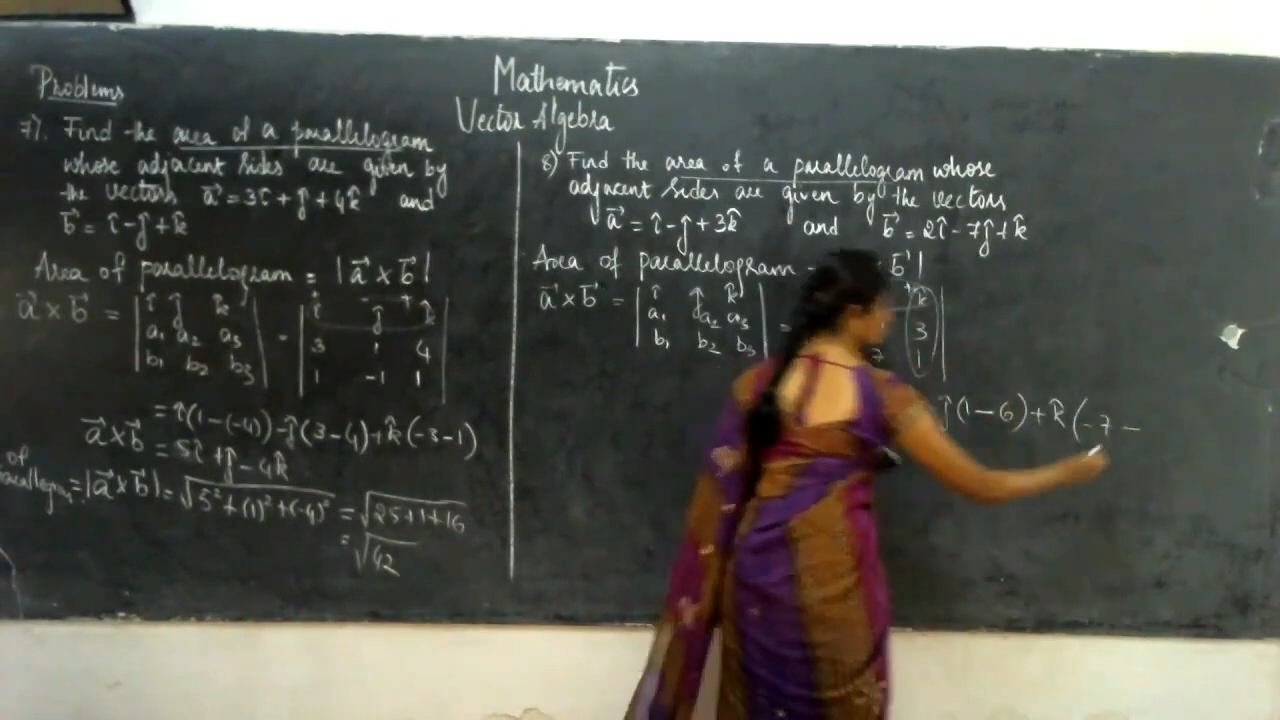 Mathematics
Vector Algebra
Problems
7). Find the area of a parallelogram
whose adjacent sides are given by
the vectors a⃗ = 3î + ĵ + 4k̂ and
b⃗ = î - ĵ + k̂
Area of parallelogram = |a⃗ × b⃗|
a⃗ × b⃗ = | î ĵ k̂ | = | î ĵ k̂ |
| a₁ a₂ a₃ | | 3 1 4 |
| b₁ b₂ b₃ | | 1 -1 1 |
= î(1-(-4)) - ĵ(3-4) + k̂(-3-1)
a⃗ × b⃗ = 5î + ĵ - 4k̂
of
= |a⃗ × b⃗| = √5² + (1)² + (-4)² = √25+1+16
= √42
8) Find the area of a parallelogram whose
adjacent sides are given by the vectors
a⃗ = î - ĵ + 3k̂ and b⃗ = 2î - 7ĵ + k̂
Area of parallelogram b⃗|
a⃗ × b⃗ = | î ĵ k̂ | = k̂ |
| a₁ a₂ a₃ | 3 |
| b₁ b₂ b₃ | 7 1 |
ĵ(1-6) + k̂(-7 -